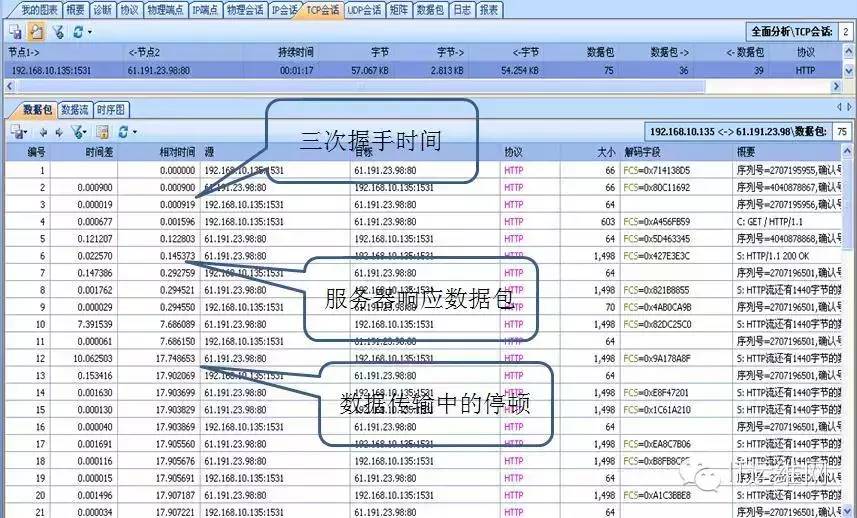 我的图表 概要 诊断 协议 物理端点 IP端点 物理会话 IP会话 TCP会话 UDP会话 矩阵 数据包 日志 报表
全面分析\TCP会话: 2
节点1-> <-节点2 持续时间 字节 字节-> <-字节 数据包 数据包-> <-数据包 协议
192.168.10.135:1531 61.191.23.98:80 00:01:17 57.067 KB 2.813 KB 54.254 KB 75 36 39 HTTP
数据包 数据流 时序图
192.168.10.135 <-> 61.191.23.98\数据包: 75
编号 时间差 相对时间 源 目标 协议 大小 解码字段 概要
三次握手时间
1 0.000000 192.168.10.135:1531 61.191.23.98:80 HTTP 66 FCS=0x714138D5 序列号=2707195955,确认号
2 0.000900 0.000900 61.191.23.98:80 192.168.10.135:1531 HTTP 66 FCS=0x80C11692 序列号=4040878867,确认号
3 0.000019 0.000919 192.168.10.135:1531 61.191.23.98:80 HTTP 64 序列号=2707195956,确认号
4 0.000677 0.001596 192.168.10.135:1531 61.191.23.98:80 HTTP 603 FCS=0xA456FB59 C: GET / HTTP/1.1
5 0.121207 0.122803 61.191.23.98:80 192.168.10.135:1531 HTTP 64 FCS=0x5D463345 序列号=4040878868,确认号
6 0.022570 0.145373 61.191.23.98:80 192.168.10.135:1531 HTTP 1,498 FCS=0x427E3E3C S: HTTP/1.1 200 OK
7 0.147386 0.292759 192.168.10.135:1531 61.191.23.98:80 HTTP 64 序列号=2707196501,确认号
服务器响应数据包
8 0.001762 0.294521 61.191.23.98:80 192.168.10.135:1531 HTTP 1,498 FCS=0x821B8855 S: HTTP流还有1440字节的数
9 0.000029 0.294550 192.168.10.135:1531 61.191.23.98:80 HTTP 70 FCS=0x4AB0CA9B 序列号=2707196501,确认号
10 7.391539 7.686089 61.191.23.98:80 192.168.10.135:1531 HTTP 1,498 FCS=0x82DC25C0 S: HTTP流还有1440字节的数
11 0.000061 7.686150 192.168.10.135:1531 61.191.23.98:80 HTTP 64 序列号=2707196501,确认号
12 10.062503 17.748653 61.191.23.98:80 192.168.10.135:1531 HTTP 1,498 FCS=0x9A178A8F S: HTTP流还有1440字节的数
13 0.153416 17.902069 192.168.10.135:1531 61.191.23.98:80 HTTP 64 序列号=2707196501,确认号
数据传输中的停顿
14 0.001630 17.903699 61.191.23.98:80 192.168.10.135:1531 HTTP 1,498 FCS=0xE8F47201 S: HTTP流还有1440字节的数
15 0.000130 17.903829 61.191.23.98:80 192.168.10.135:1531 HTTP 1,498 FCS=0x1C61A210 S: HTTP流还有1440字节的数
16 0.000040 17.903869 192.168.10.135:1531 61.191.23.98:80 HTTP 64 序列号=2707196501,确认号
17 0.001691 17.905560 61.191.23.98:80 192.168.10.135:1531 HTTP 1,498 FCS=0xEA8C7B06 S: HTTP流还有1440字节的数
18 0.000116 17.905676 61.191.23.98:80 192.168.10.135:1531 HTTP 1,498 S: HTTP流还有1440字节的数
19 0.000015 17.905691 192.168.10.135:1531 61.191.23.98:80 HTTP 64
20 0.001496 17.907187 61.191.23.98:80 192.168.10.135:1531 HTTP 1,498 FCS=0xA1C3BBE8 S: HTTP流还有1440字节的数
21 0.000034 17.907221 192.168.10.135:1531 61.191.23.98:80 HTTP 64 序列号=2707196501,确认号